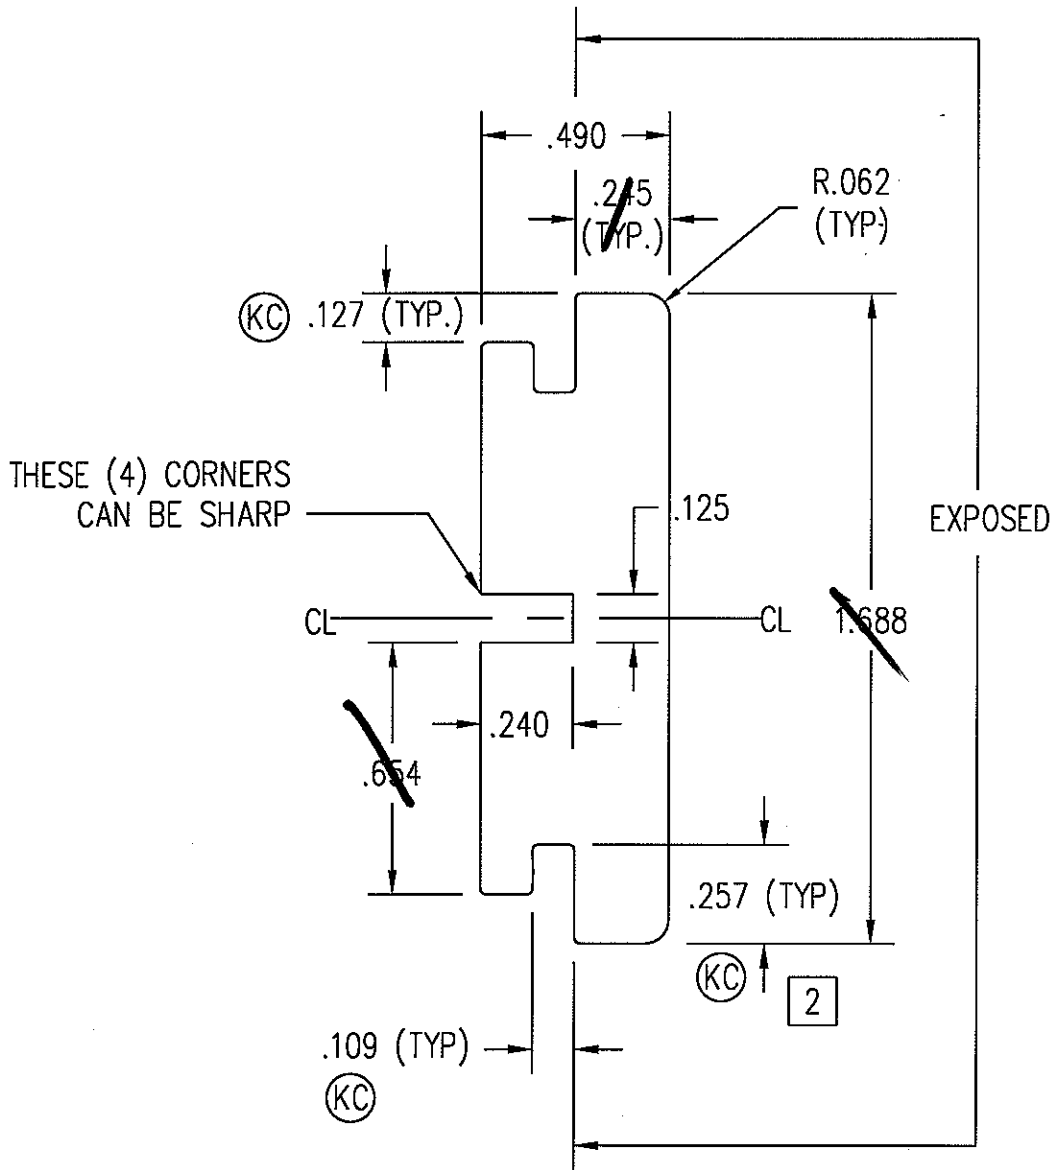 .490
.245
(TYP.)
R.062
(TYP.)
KC .127 (TYP.)
THESE (4) CORNERS
CAN BE SHARP
.125
EXPOSED
CL
CL
1.688
.240
.654
.257 (TYP)
KC
2
.109 (TYP)
KC